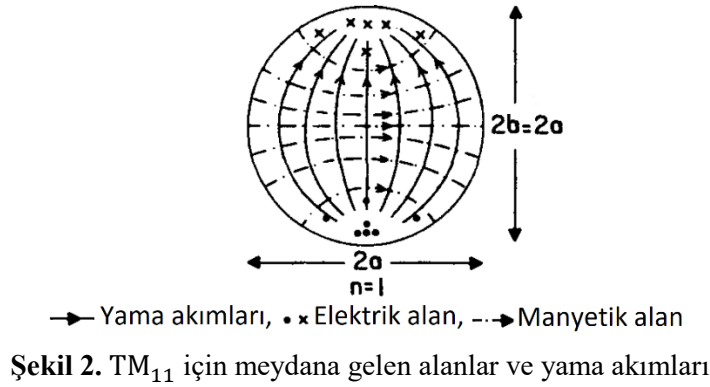 2b=2a
2a
n=1
Yama akımları, • x Elektrik alan, Manyetik alan
Şekil 2. TM₁₁ için meydana gelen alanlar ve yama akımları